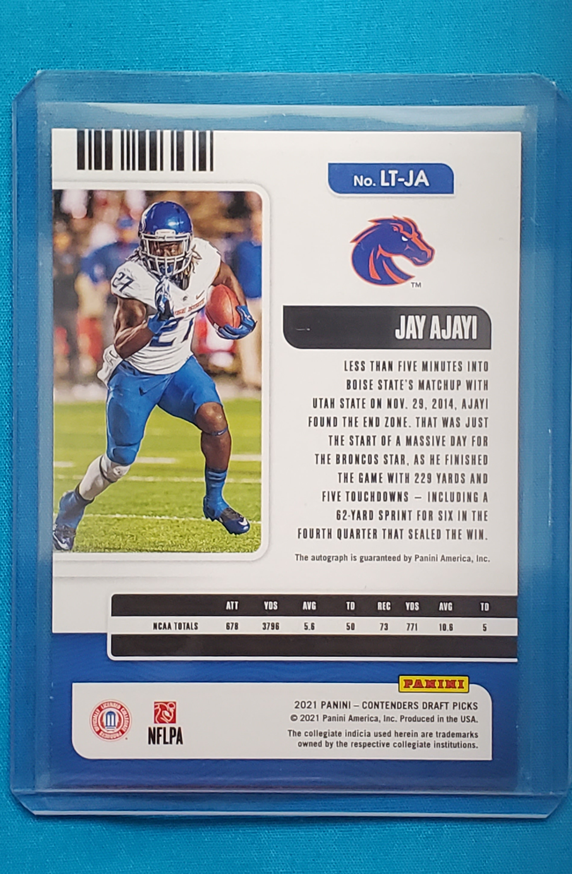 No. LT-JA
TM
27
27
JAY AJAYI
LESS THAN FIVE MINUTES INTO
BOISE STATE'S MATCHUP WITH
UTAH STATE ON NOV. 29, 2014, AJAYI
FOUND THE END ZONE. THAT WAS JUST
THE START OF A MASSIVE DAY FOR
THE BRONCOS STAR, AS HE FINISHED
THE GAME WITH 229 YARDS AND
FIVE TOUCHDOWNS — INCLUDING A
62-YARD SPRINT FOR SIX IN THE
FOURTH QUARTER THAT SEALED THE WIN.
The autograph is guaranteed by Panini America, Inc.
ATT YDS AVG TD REC YDS AVG TD
NCAA TOTALS 678 3796 5.6 50 73 771 10.6 5
PANINI
2021 PANINI – CONTENDERS DRAFT PICKS
© 2021 Panini America, Inc. Produced in the USA.
The collegiate indicia used herein are trademarks
owned by the respective collegiate institutions.
NFLPA